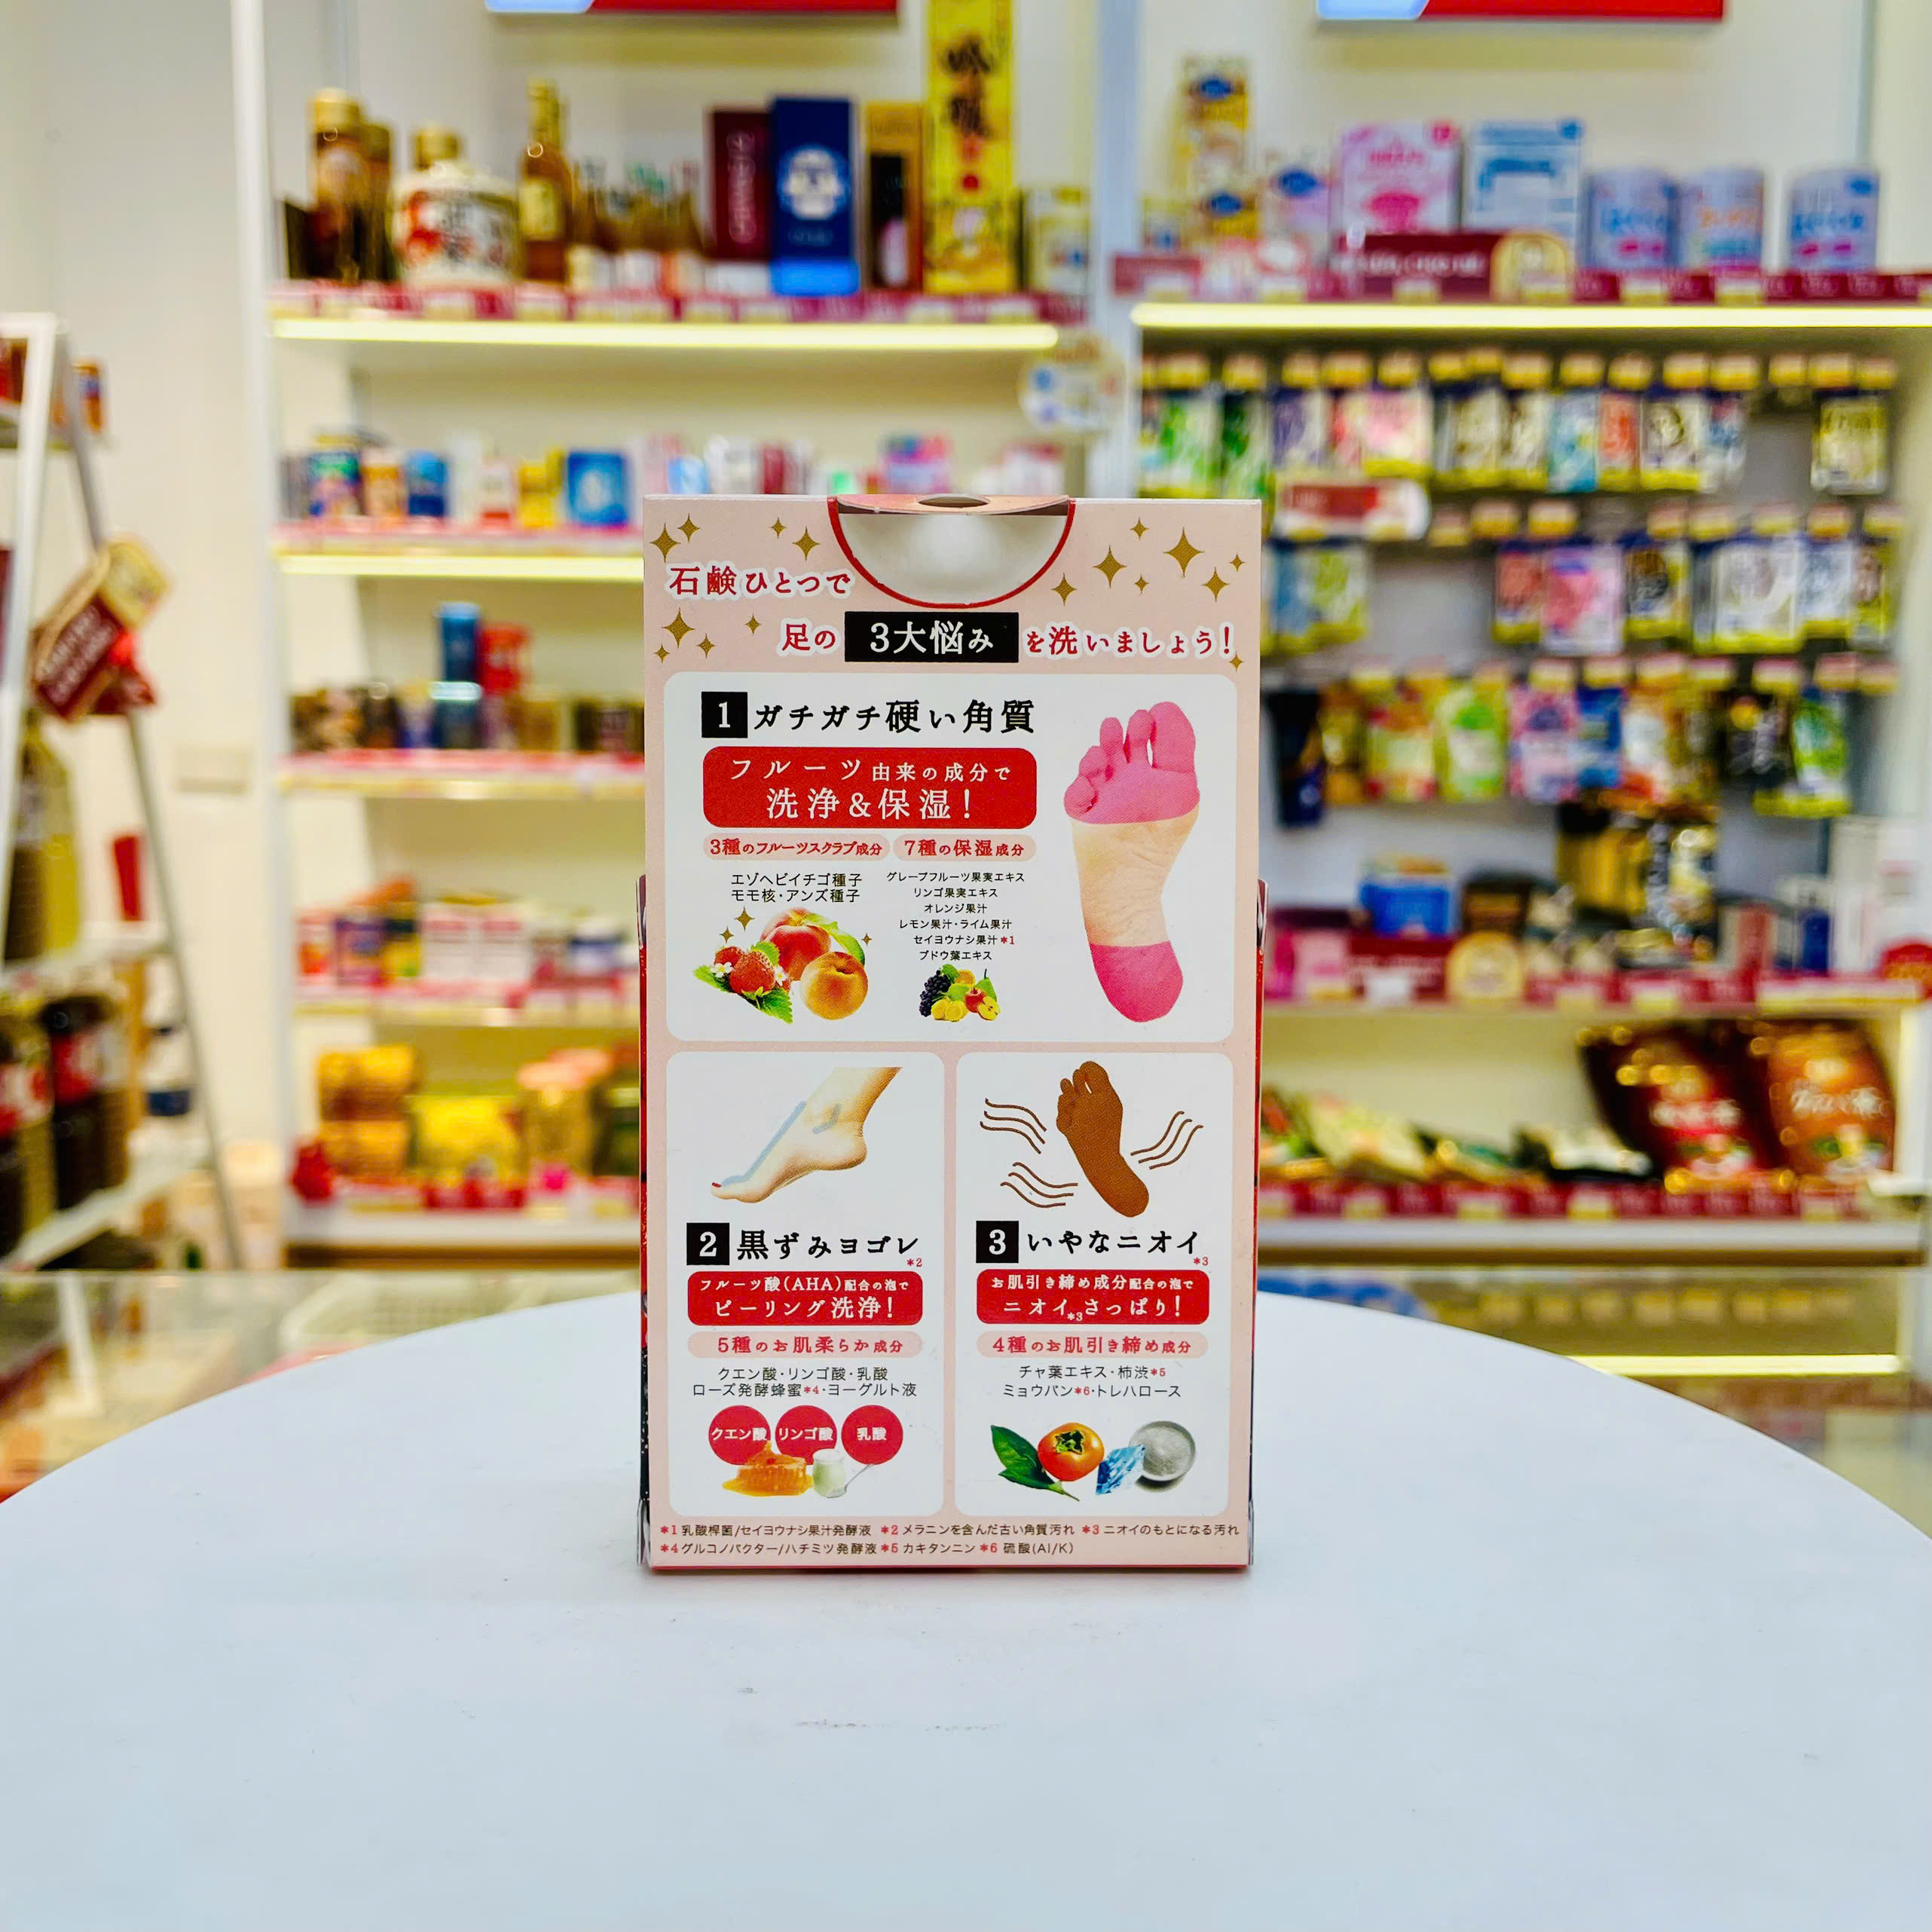 石鹸ひとつで
足の 3大悩み を洗いましょう!
1 ガチガチ硬い角質
フルーツ由来の成分で
洗浄&保湿!
3種のフルーツスクラブ成分
エゾヘビイチゴ種子
モモ核・アンズ種子
7種の保湿成分
グレープフルーツ果実エキス
リンゴ果実エキス
オレンジ果汁
レモン果汁・ライム果汁
セイヨウナシ果汁*1
ブドウ葉エキス
2 黒ずみヨゴレ*2
フルーツ酸(AHA)配合の泡で
ピーリング洗浄!
5種のお肌柔らか成分
クエン酸・リンゴ酸・乳酸
ローズ発酵蜂蜜*4・ヨーグルト液
クエン酸 リンゴ酸 乳酸
3 いやなニオイ*3
お肌引き締め成分配合の泡で
ニオイ*3さっぱり!
4種のお肌引き締め成分
チャ葉エキス・柿渋*5
ミョウバン*6・トレハロース
*1 乳酸桿菌/セイヨウナシ果汁発酵液 *2 メラニンを含んだ古い角質汚れ *3 ニオイのもとになる汚れ
*4 グルコノバクター/ハチミツ発酵液 *5 カキタンニン *6 硫酸(Al/K)